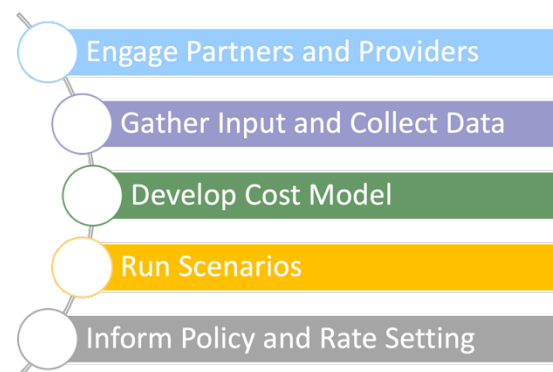 Engage Partners and Providers
Gather Input and Collect Data
Develop Cost Model
Run Scenarios
Inform Policy and Rate Setting